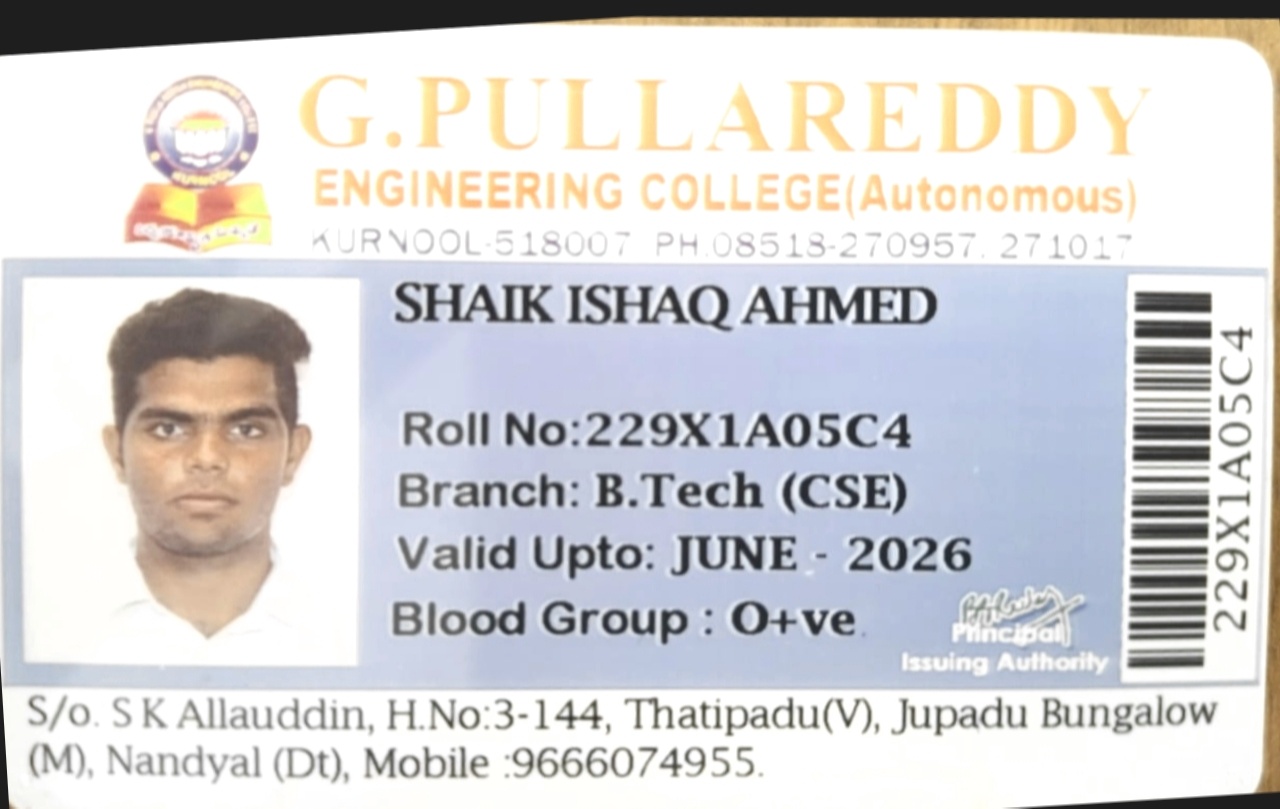 G.PULLAREDDY
ENGINEERING COLLEGE(Autonomous)
KURNOOL-518007 PH.08518-270957, 271017
SHAIK ISHAQ AHMED
Roll No:229X1A05C4
Branch: B.Tech (CSE)
Valid Upto: JUNE - 2026
Blood Group : O+ve
Principal
Issuing Authority
229X1A05C4
S/o. S K Allauddin, H.No:3-144, Thatipadu(V), Jupadu Bungalow
(M), Nandyal (Dt), Mobile :9666074955.